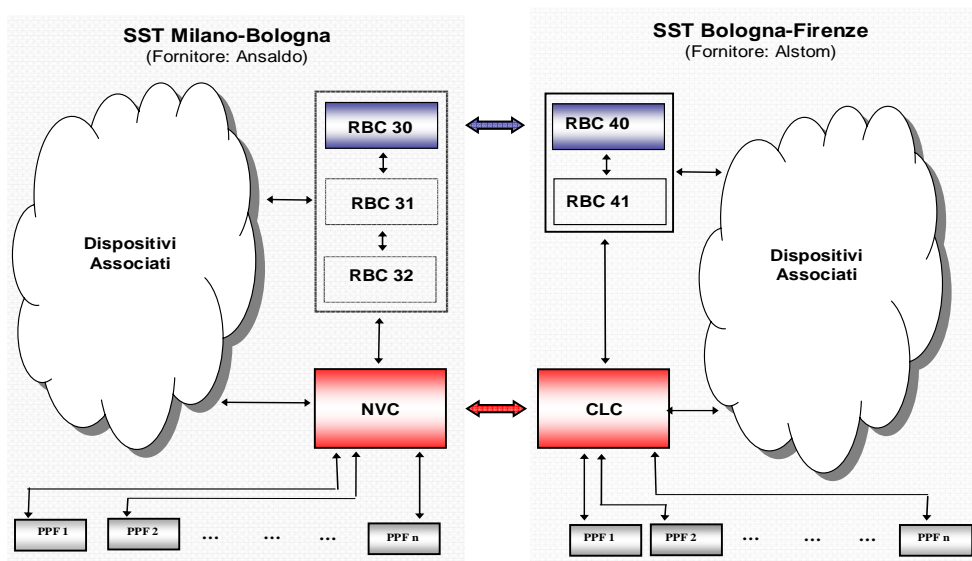 SST Milano-Bologna
(Fornitore: Ansaldo)
RBC 30
RBC 31
RBC 32
Dispositivi
Associati
NVC
PPF 1
PPF 2
...
...
...
PPF n
SST Bologna-Firenze
(Fornitore: Alstom)
RBC 40
RBC 41
Dispositivi
Associati
CLC
PPF 1
PPF 2
...
...
...
PPF n